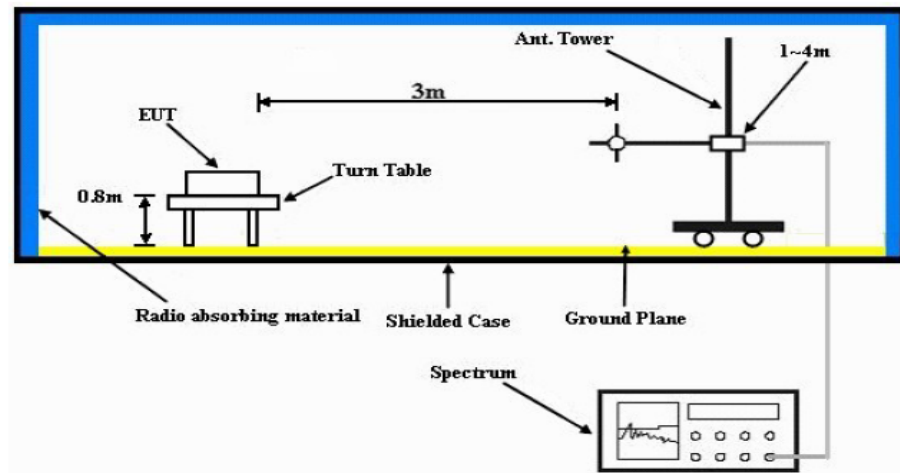 Ant. Tower
1~4m
3m
EUT
Turn Table
0.8m
Radio absorbing material
Shielded Case
Ground Plane
Spectrum